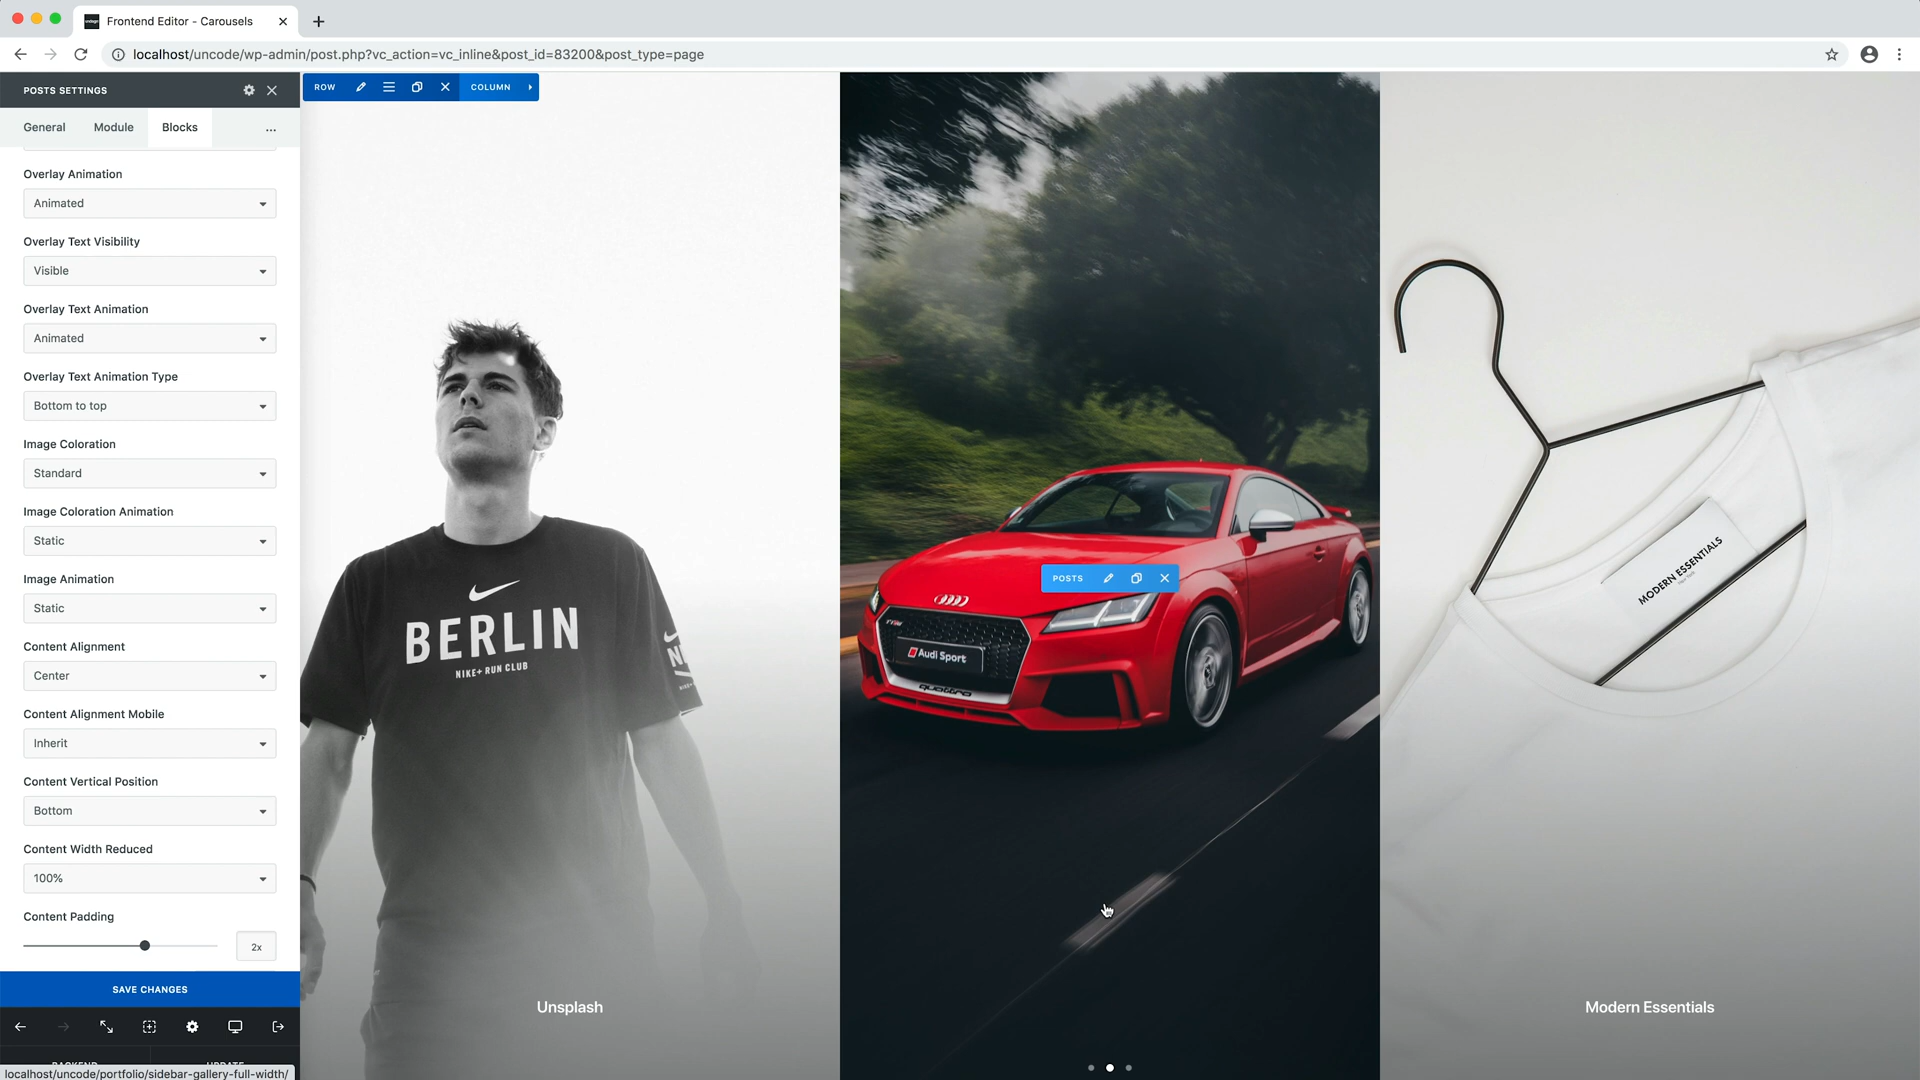 Frontend Editor - Carousels
localhost/uncode/wp-admin/post.php?vc_action=vc_inline&post_id=83200&post_type=page
POSTS SETTINGS
General Module Blocks ...
Overlay Animation
Animated
Overlay Text Visibility
Visible
Overlay Text Animation
Animated
Overlay Text Animation Type
Bottom to top
Image Coloration
Standard
Image Coloration Animation
Static
Image Animation
Static
Content Alignment
Center
Content Alignment Mobile
Inherit
Content Vertical Position
Bottom
Content Width Reduced
100%
Content Padding
2x
SAVE CHANGES
BACKEND UPDATE
localhost/uncode/portfolio/sidebar-gallery-full-width/
ROW COLUMN
BERLIN
NIKE+ RUN CLUB
Unsplash
POSTS
Audi Sport
quattro
MODERN ESSENTIALS
Modern Essentials